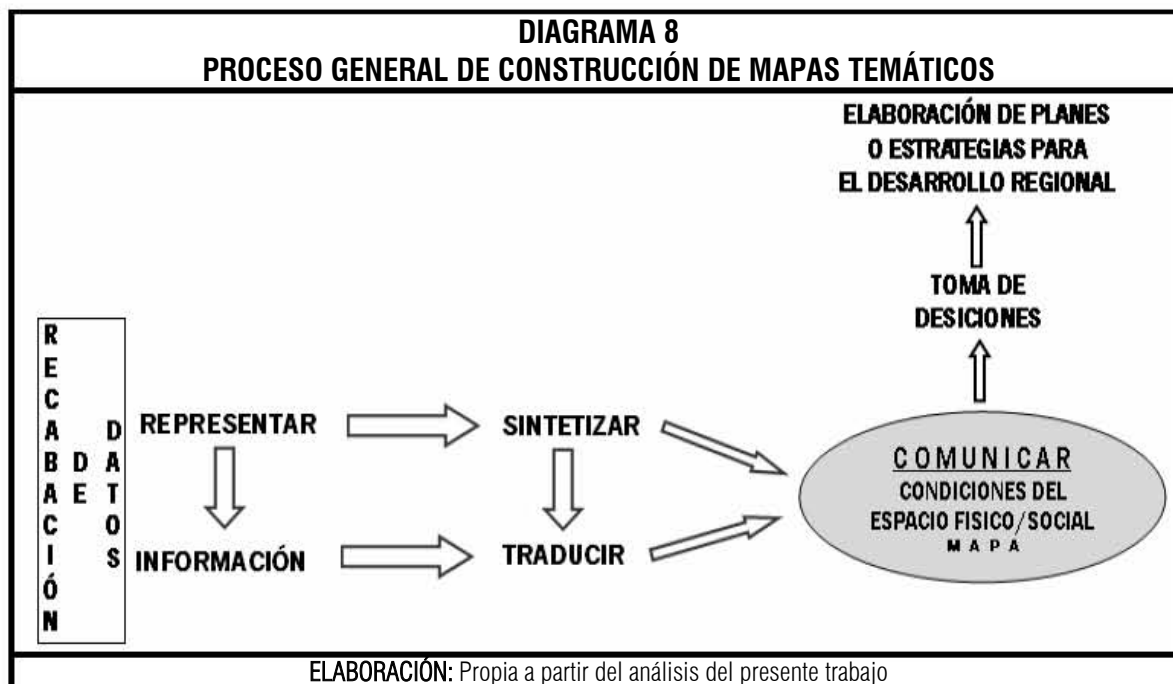 DIAGRAMA 8
PROCESO GENERAL DE CONSTRUCCIÓN DE MAPAS TEMÁTICOS
ELABORACIÓN DE PLANES
O ESTRATEGIAS PARA
EL DESARROLLO REGIONAL
TOMA DE
DESICIONES
RECABACIÓN
DE
DATOS
REPRESENTAR
SINTETIZAR
INFORMACIÓN
TRADUCIR
COMUNICAR
CONDICIONES DEL
ESPACIO FISICO/SOCIAL
MAPA
ELABORACIÓN: Propia a partir del análisis del presente trabajo